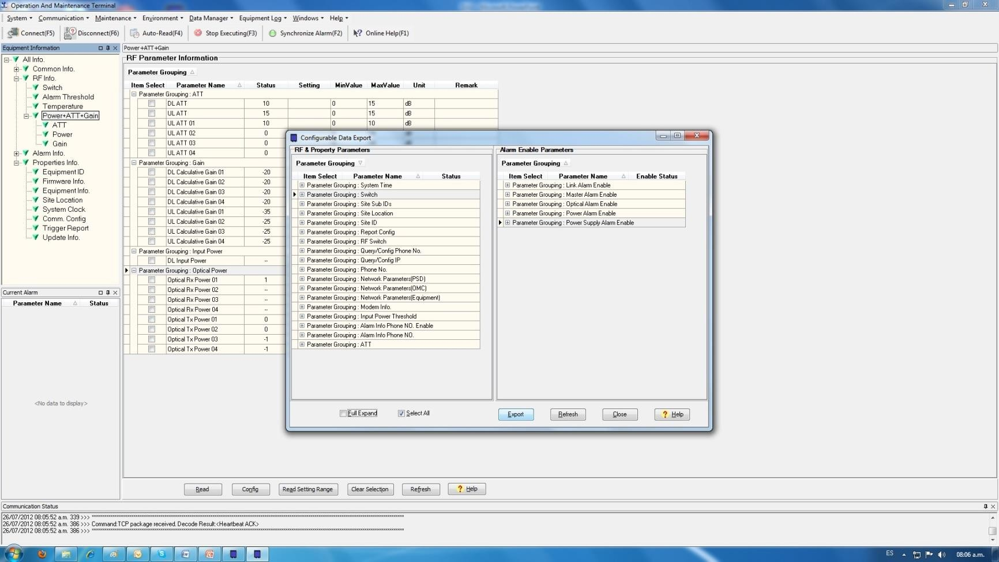 Operation And Maintenance Terminal
System Communication Maintenance Environment Data Manager Equipment Log Windows Help
Connect(F5) Disconnect(F6) Auto-Read(F4) Stop Executing(F3) Synchronize Alarm(F2) Online Help(F1)
Equipment Information
All Info.
Common Info.
RF Info.
Switch
Alarm Threshold
Temperature
Power+ATT+Gain
ATT
Power
Gain
Alarm Info.
Properties Info.
Equipment ID
Firmware Info.
Equipment Info.
Site Location
System Clock
Comm. Config
Trigger Report
Update Info.
Current Alarm
Parameter Name Status
<No data to display>
Power+ATT+Gain
RF Parameter Information
Parameter Grouping
Item Select Parameter Name Status Setting MinValue MaxValue Unit Remark
Parameter Grouping : ATT
DL ATT 10 0 15 dB
UL ATT 15 0 15 dB
UL ATT 01 10 0 10 dB
UL ATT 02 0
UL ATT 03 0
UL ATT 04 0
Parameter Grouping : Gain
DL Calculative Gain 01 -20
DL Calculative Gain 02 -20
DL Calculative Gain 03 -20
DL Calculative Gain 04 -20
UL Calculative Gain 01 -35
UL Calculative Gain 02 -25
UL Calculative Gain 03 -25
UL Calculative Gain 04 -25
Parameter Grouping : Input Power
DL Input Power --
Parameter Grouping : Optical Power
Optical Rx Power 01 1
Optical Rx Power 02 --
Optical Rx Power 03 --
Optical Rx Power 04 --
Optical Tx Power 01 0
Optical Tx Power 02 0
Optical Tx Power 03 -1
Optical Tx Power 04 -1
Configurable Data Export
RF & Property Parameters
Parameter Grouping
Item Select Parameter Name Status
Parameter Grouping : System Time
Parameter Grouping : Switch
Parameter Grouping : Site Sub IDs
Parameter Grouping : Site Location
Parameter Grouping : Site ID
Parameter Grouping : Report Config
Parameter Grouping : RF Switch
Parameter Grouping : Query/Config Phone No.
Parameter Grouping : Query/Config IP
Parameter Grouping : Phone No.
Parameter Grouping : Network Parameters(PSD)
Parameter Grouping : Network Parameters(OMC)
Parameter Grouping : Network Parameters(Equipment)
Parameter Grouping : Modem Info.
Parameter Grouping : Input Power Threshold
Parameter Grouping : Alarm Info Phone NO. Enable
Parameter Grouping : Alarm Info Phone NO.
Parameter Grouping : ATT
Alarm Enable Parameters
Parameter Grouping
Item Select Parameter Name Enable Status
Parameter Grouping : Link Alarm Enable
Parameter Grouping : Master Alarm Enable
Parameter Grouping : Optical Alarm Enable
Parameter Grouping : Power Alarm Enable
Parameter Grouping : Power Supply Alarm Enable
Full Expand Select All Export Refresh Close Help
Read Config Read Setting Range Clear Selection Refresh Help
Communication Status
26/07/2012 08:05:52 a.m. 339 >>>
26/07/2012 08:05:52 a.m. 386 >>> Command:TCP package received. Decode Result:<Heartbeat ACK>
26/07/2012 08:05:52 a.m. 386 >>>
ES 08:06 a.m.